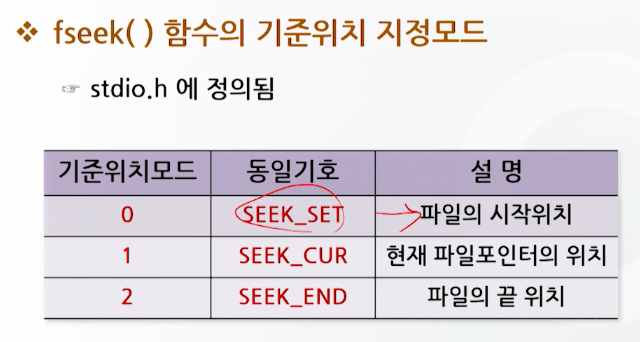 ❖ fseek( ) 함수의 기준위치 지정모드
☞ stdio.h 에 정의됨
기준위치모드 동일기호 설 명
0 SEEK_SET 파일의 시작위치
1 SEEK_CUR 현재 파일포인터의 위치
2 SEEK_END 파일의 끝 위치